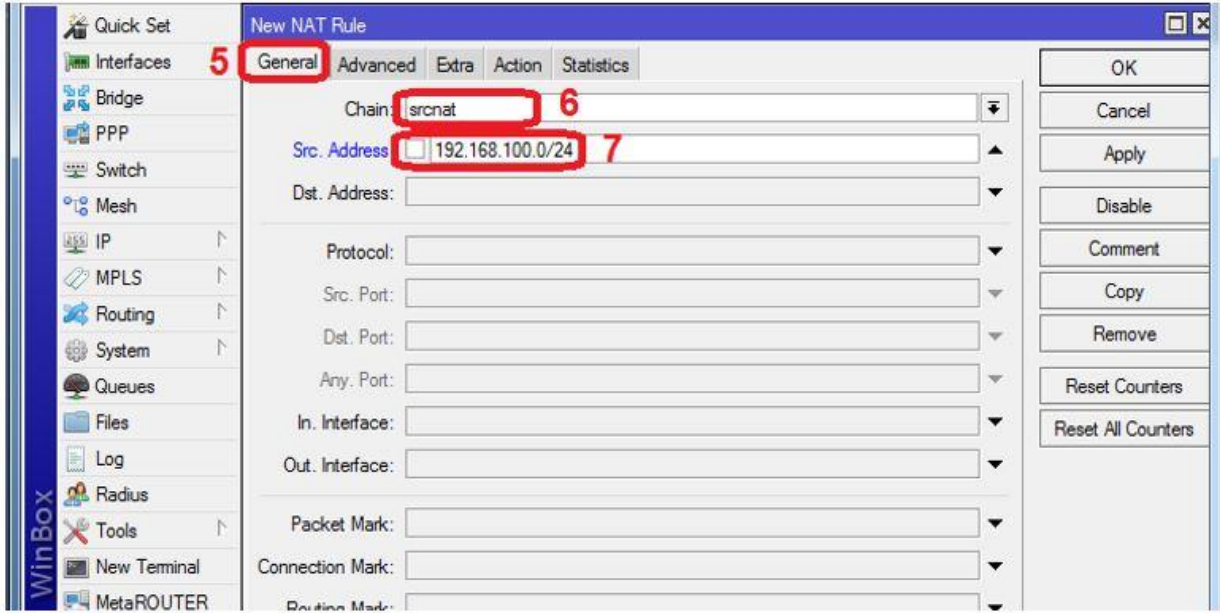 Quick Set
Interfaces
Bridge
PPP
Switch
Mesh
IP
MPLS
Routing
System
Queues
Files
Log
Radius
Tools
New Terminal
MetaROUTER
WinBox
New NAT Rule
5
General Advanced Extra Action Statistics
Chain: srcnat 6
Src. Address 192.168.100.0/24 7
Dst. Address:
Protocol:
Src. Port:
Dst. Port:
Any. Port:
In. Interface:
Out. Interface:
Packet Mark:
Connection Mark:
Routing Mark:
OK
Cancel
Apply
Disable
Comment
Copy
Remove
Reset Counters
Reset All Counters